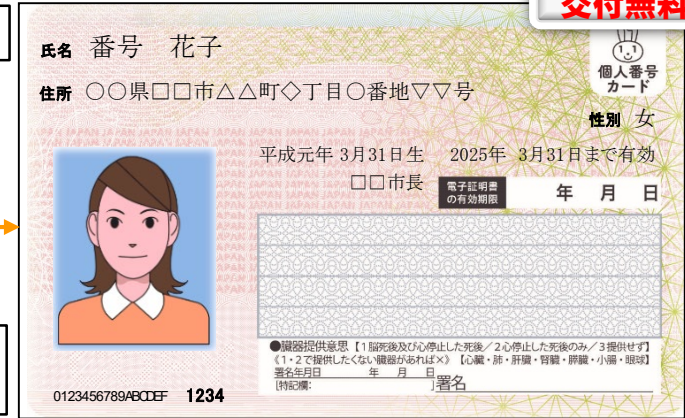 交付無料
氏名 番号 花子
個人番号
カード
住所 〇〇県□□市△△町◇丁目〇番地▽▽号
性別 女
平成元年 3月31日生 2025年 3月31日まで有効
□□市長
電子証明書
の有効期限
年 月 日
●臓器提供意思【1脳死後及び心停止した死後/2心停止した死後のみ/3提供せず】
《1・2で提供したくない臓器があれば×》【心臓・肺・肝臓・腎臓・膵臓・小腸・眼球】
署名年月日 年 月 日
[特記欄: ]署名
0123456789ABCDEF 1234